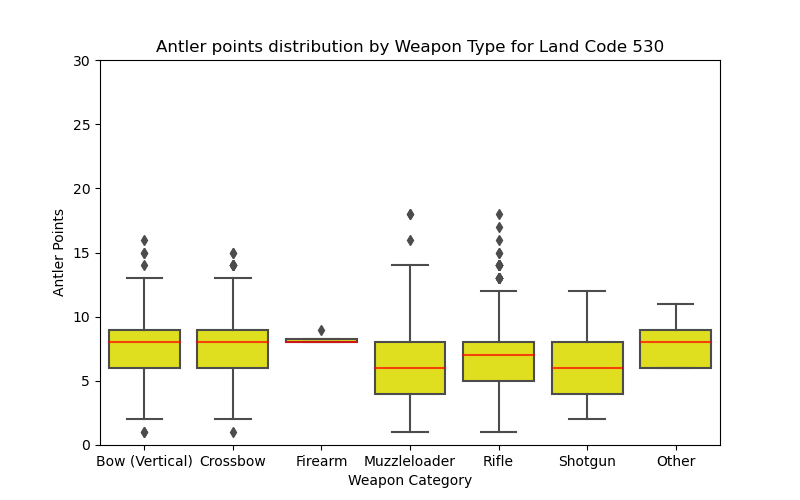 Antler points distribution by Weapon Type for Land Code 530
30
25
20
15
10
5
0
Antler Points
Bow (Vertical) Crossbow Firearm Muzzleloader Rifle Shotgun Other
Weapon Category